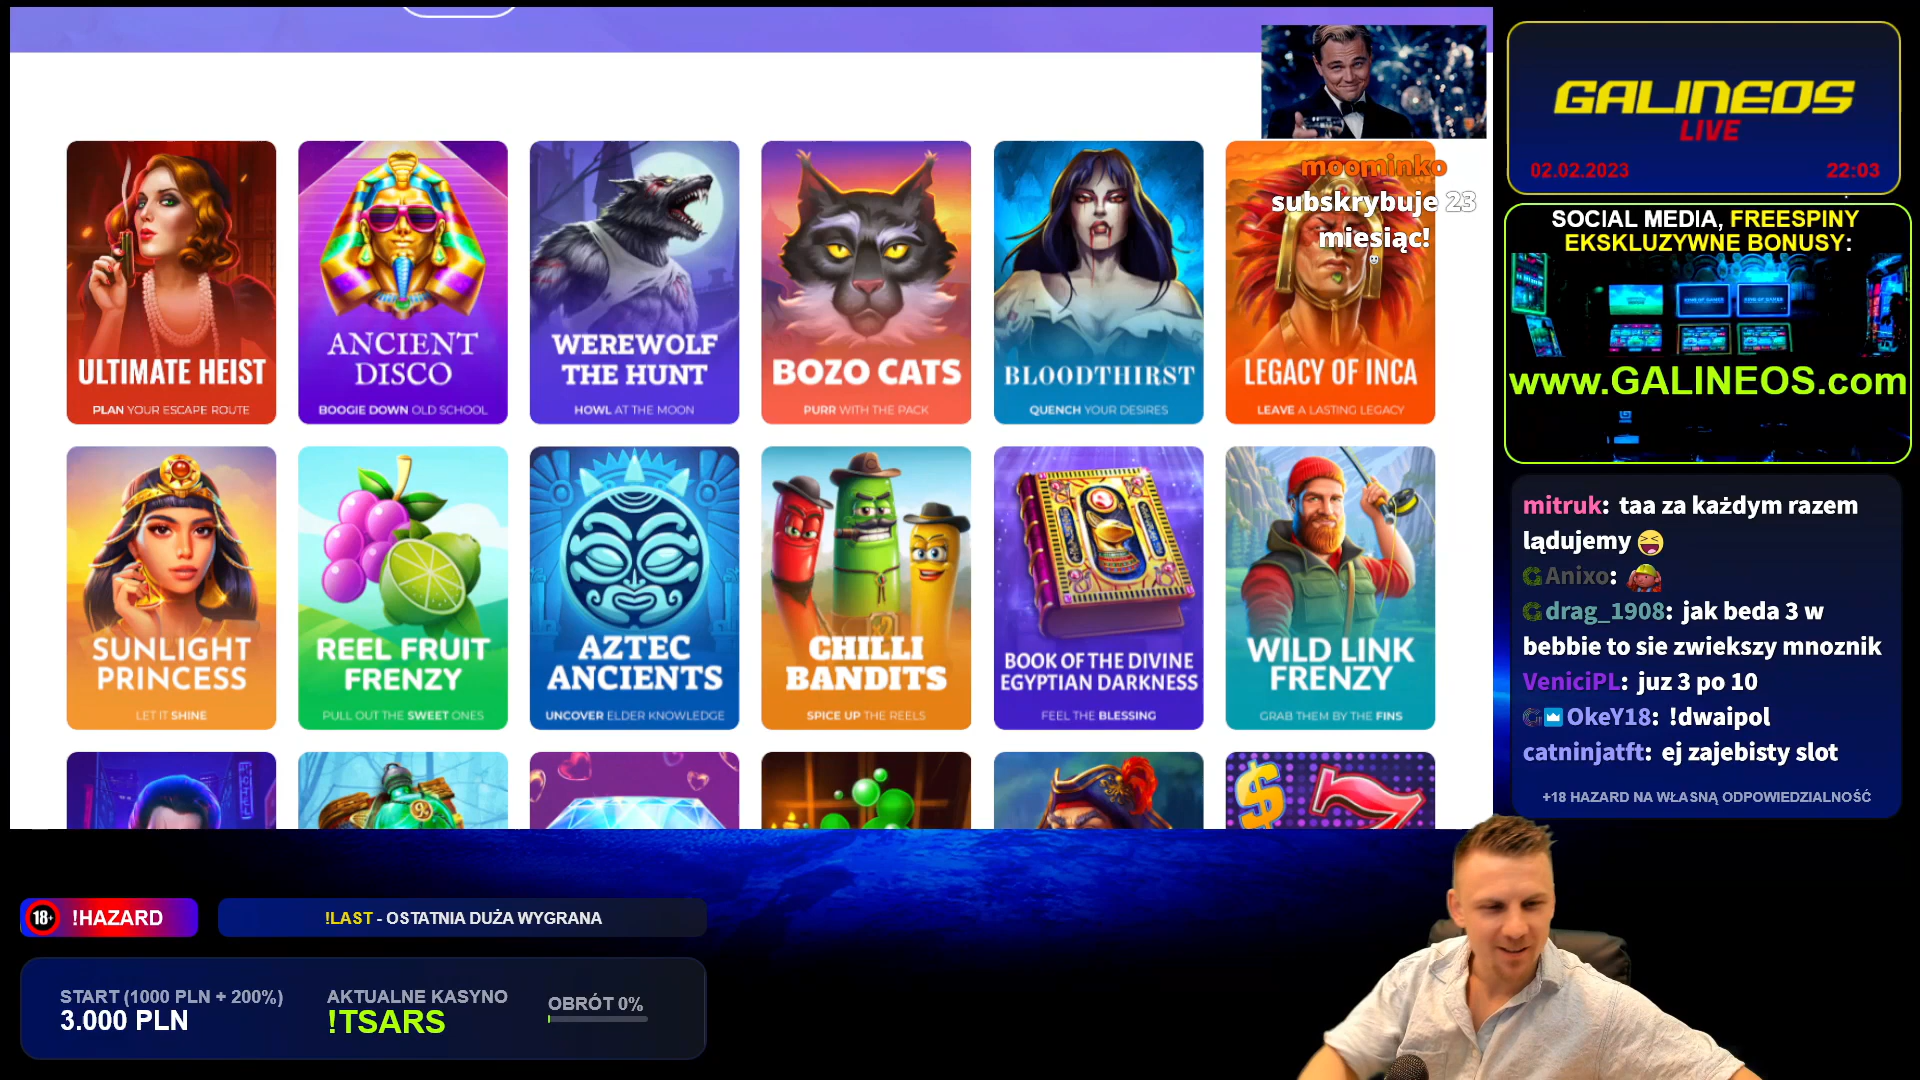 ULTIMATE HEIST
PLAN YOUR ESCAPE ROUTE
ANCIENT
DISCO
BOOGIE DOWN OLD SCHOOL
WEREWOLF
THE HUNT
HOWL AT THE MOON
BOZO CATS
PURR WITH THE PACK
BLOODTHIRST
QUENCH YOUR DESIRES
moominko
subskrybuje 23
miesiąc!
LEGACY OF INCA
LEAVE A LASTING LEGACY
SUNLIGHT
PRINCESS
LET IT SHINE
REEL FRUIT
FRENZY
PULL OUT THE SWEET ONES
AZTEC
ANCIENTS
UNCOVER ELDER KNOWLEDGE
CHILLI
BANDITS
SPICE UP THE REELS
BOOK OF THE DIVINE
EGYPTIAN DARKNESS
FEEL THE BLESSING
WILD LINK
FRENZY
GRAB THEM BY THE FINS
GALINEOS
LIVE
02.02.2023 22:03
SOCIAL MEDIA, FREESPINY
EKSKLUZYWNE BONUSY:
www.GALINEOS.com
mitruk: taa za każdym razem
lądujemy
Anixo:
drag_1908: jak beda 3 w
bebbie to sie zwiekszy mnoznik
VeniciPL: juz 3 po 10
OkeY18: !dwaipol
catninjatft: ej zajebisty slot
+18 HAZARD NA WŁASNĄ ODPOWIEDZIALNOŚĆ
18+ !HAZARD
!LAST - OSTATNIA DUŻA WYGRANA
START (1000 PLN + 200%)
3.000 PLN
AKTUALNE KASYNO
!TSARS
OBRÓT 0%